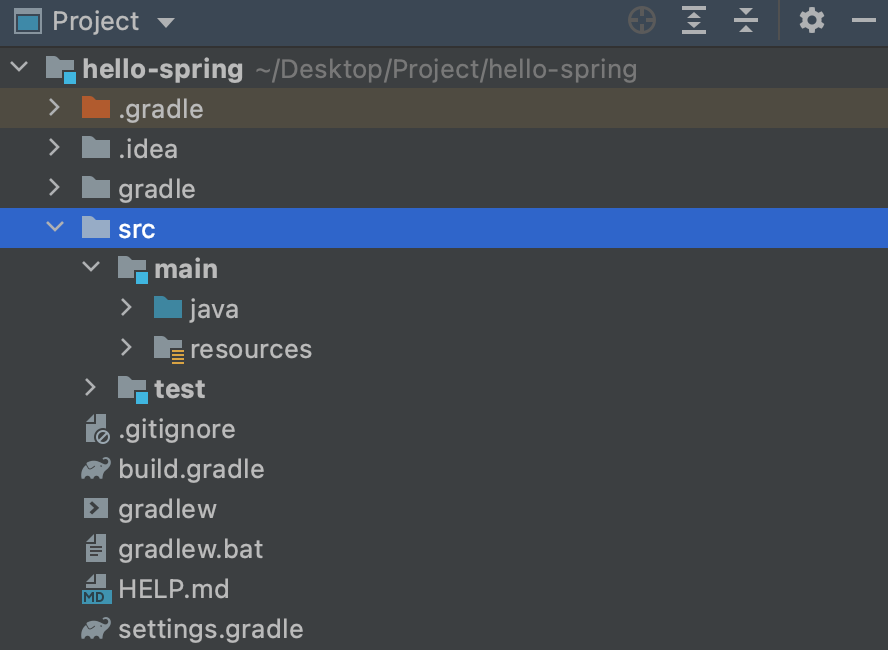 Project
hello-spring ~/Desktop/Project/hello-spring
.gradle
.idea
gradle
src
main
java
resources
test
.gitignore
build.gradle
gradlew
gradlew.bat
MD HELP.md
settings.gradle